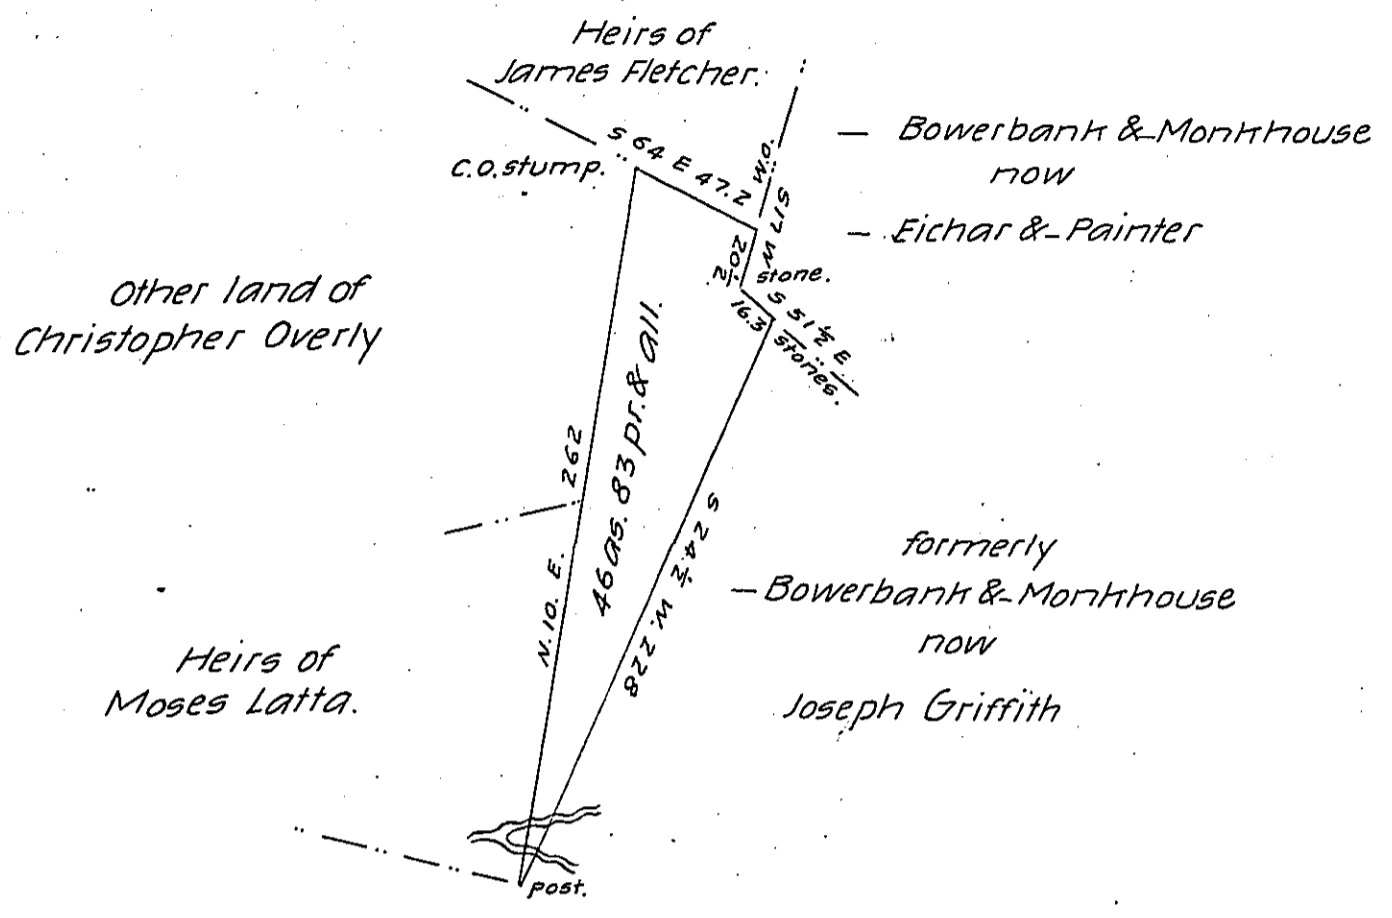 Heirs of
James Fletcher.
— Bowerbank & Monkhouse
now
— Eichar & Painter
S 64 E 47.2
c.o. stump.
W.O.
S 17 W
20.2
stone.
S 51½ E
16.3
stones.
Other land of
Christopher Overly
46 as. 83 pr. & all.
N. 10. E. 262
S 24½ W. 228
formerly
— Bowerbank & Monkhouse
now
Joseph Griffith
Heirs of
Moses Latta.
post.